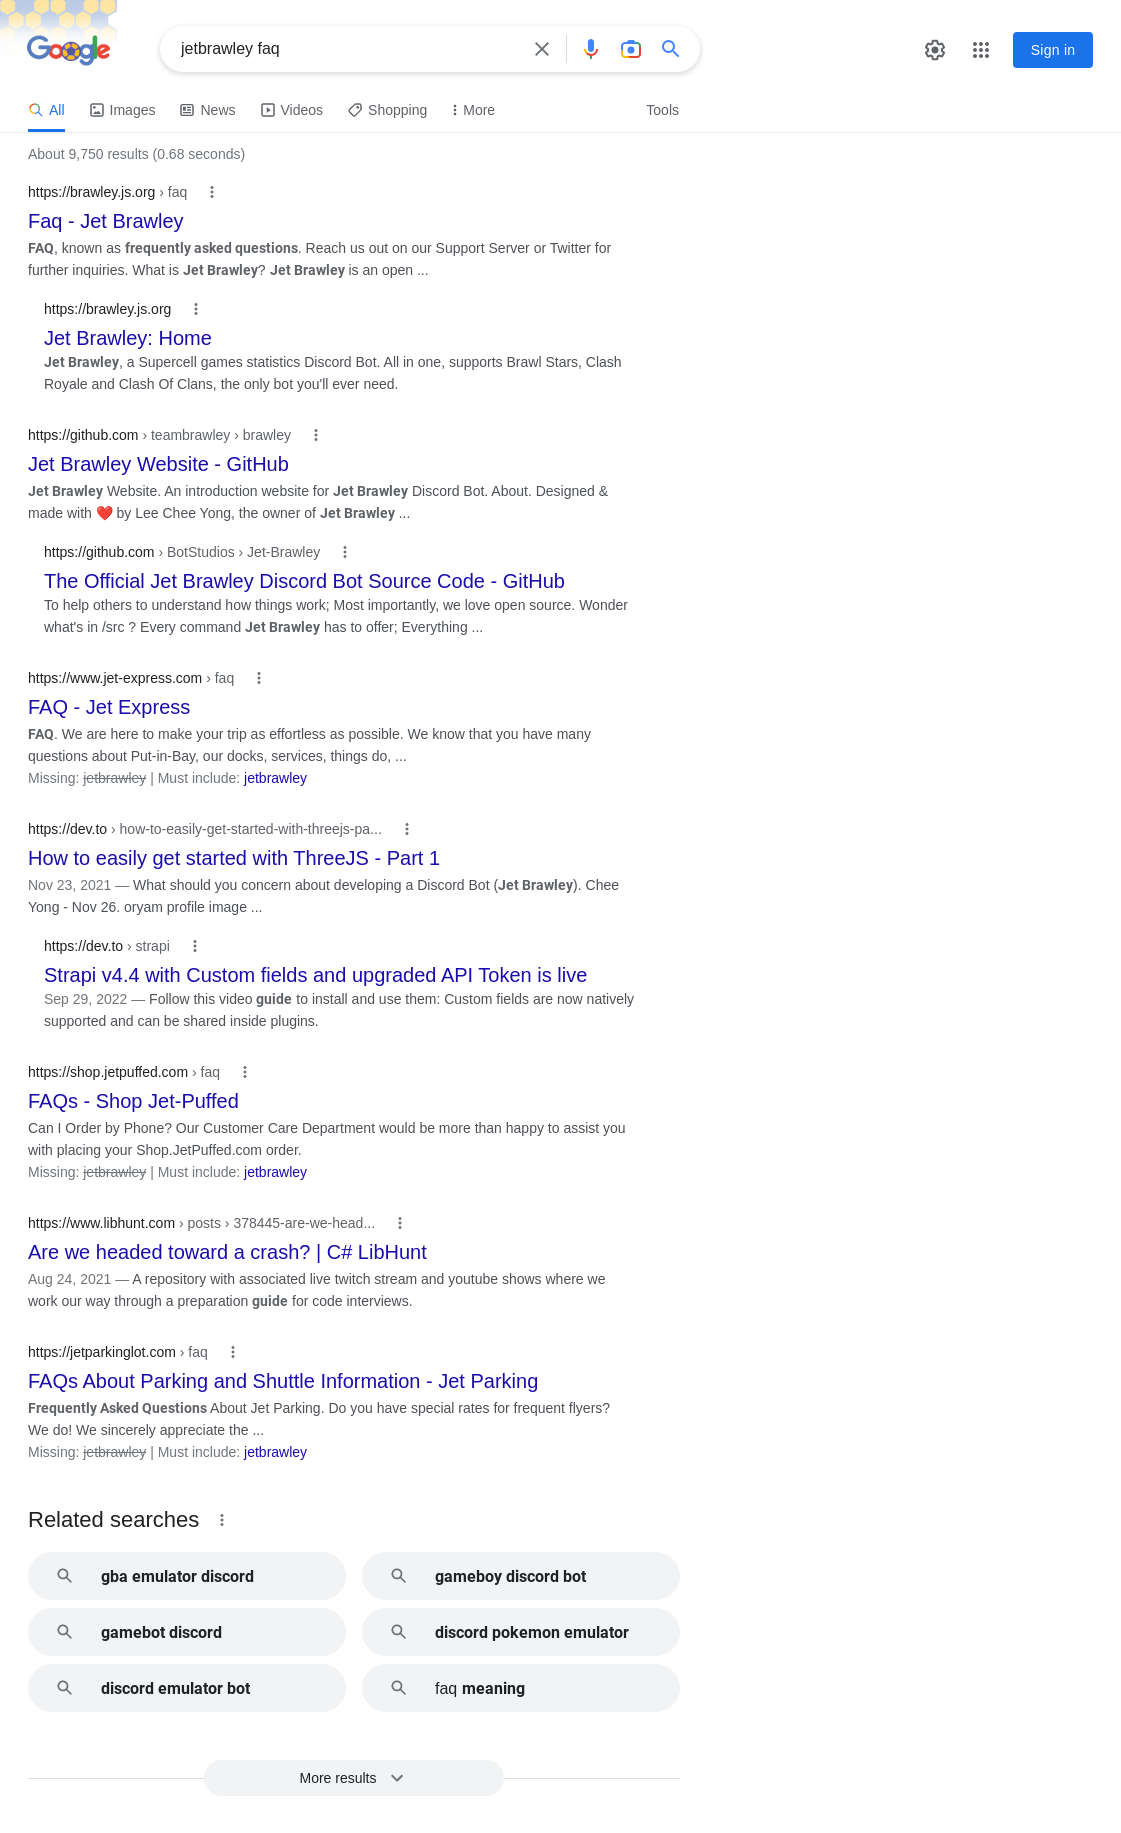 Google
jetbrawley faq
Sign in
All
Images
News
Videos
Shopping
More
Tools
About 9,750 results (0.68 seconds)
https://brawley.js.org › faq
Faq - Jet Brawley
FAQ, known as frequently asked questions. Reach us out on our Support Server or Twitter for
further inquiries. What is Jet Brawley? Jet Brawley is an open ...
https://brawley.js.org
Jet Brawley: Home
Jet Brawley, a Supercell games statistics Discord Bot. All in one, supports Brawl Stars, Clash
Royale and Clash Of Clans, the only bot you'll ever need.
https://github.com › teambrawley › brawley
Jet Brawley Website - GitHub
Jet Brawley Website. An introduction website for Jet Brawley Discord Bot. About. Designed &
made with ❤️ by Lee Chee Yong, the owner of Jet Brawley ...
https://github.com › BotStudios › Jet-Brawley
The Official Jet Brawley Discord Bot Source Code - GitHub
To help others to understand how things work; Most importantly, we love open source. Wonder
what's in /src ? Every command Jet Brawley has to offer; Everything ...
https://www.jet-express.com › faq
FAQ - Jet Express
FAQ. We are here to make your trip as effortless as possible. We know that you have many
questions about Put-in-Bay, our docks, services, things do, ...
Missing: jetbrawley | Must include: jetbrawley
https://dev.to › how-to-easily-get-started-with-threejs-pa...
How to easily get started with ThreeJS - Part 1
Nov 23, 2021 — What should you concern about developing a Discord Bot (Jet Brawley). Chee
Yong - Nov 26. oryam profile image ...
https://dev.to › strapi
Strapi v4.4 with Custom fields and upgraded API Token is live
Sep 29, 2022 — Follow this video guide to install and use them: Custom fields are now natively
supported and can be shared inside plugins.
https://shop.jetpuffed.com › faq
FAQs - Shop Jet-Puffed
Can I Order by Phone? Our Customer Care Department would be more than happy to assist you
with placing your Shop.JetPuffed.com order.
Missing: jetbrawley | Must include: jetbrawley
https://www.libhunt.com › posts › 378445-are-we-head...
Are we headed toward a crash? | C# LibHunt
Aug 24, 2021 — A repository with associated live twitch stream and youtube shows where we
work our way through a preparation guide for code interviews.
https://jetparkinglot.com › faq
FAQs About Parking and Shuttle Information - Jet Parking
Frequently Asked Questions About Jet Parking. Do you have special rates for frequent flyers?
We do! We sincerely appreciate the ...
Missing: jetbrawley | Must include: jetbrawley
Related searches
gba emulator discord
gameboy discord bot
gamebot discord
discord pokemon emulator
discord emulator bot
faq meaning
More results